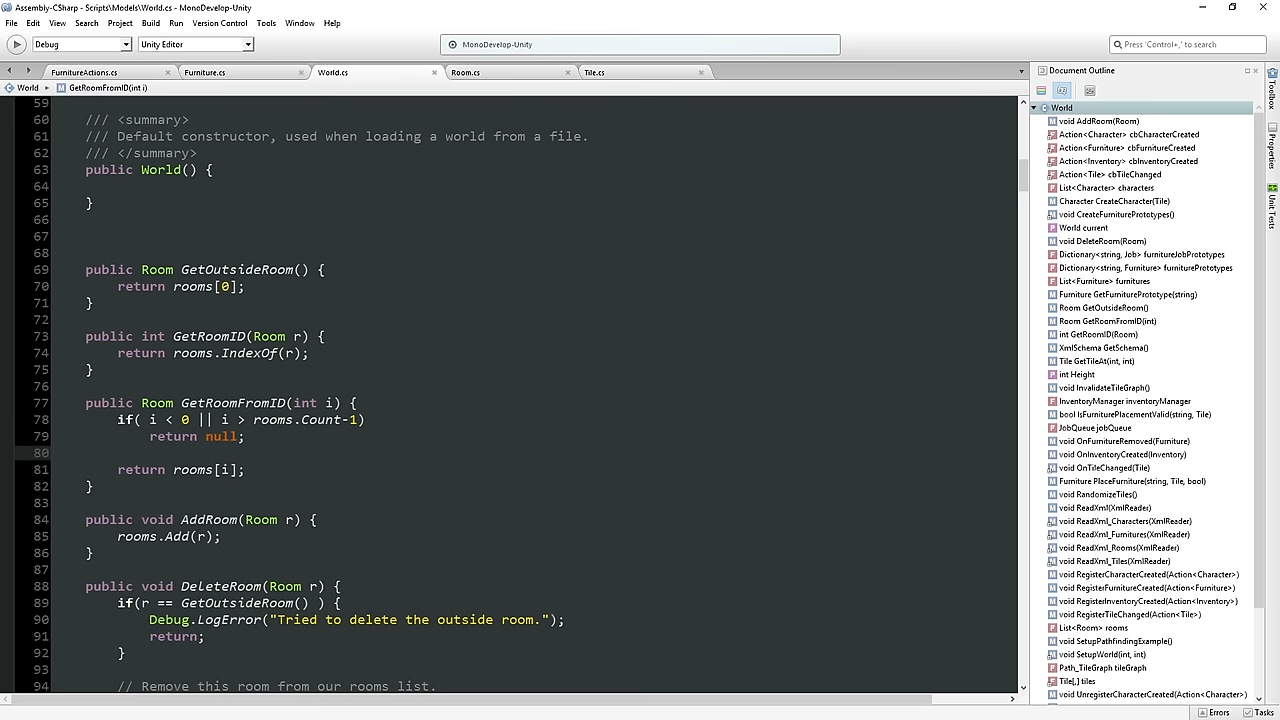 Assembly-CSharp - Scripts\Models\World.cs - MonoDevelop-Unity
File Edit View Search Project Build Run Version Control Tools Window Help
Debug Unity Editor MonoDevelop-Unity Press 'Control+,' to search
FurnitureActions.cs Furniture.cs World.cs Room.cs Tile.cs
World GetRoomFromID(int i)
59
60 /// <summary>
61 /// Default constructor, used when loading a world from a file.
62 /// </summary>
63 public World() {
64
65 }
66
67
68
69 public Room GetOutsideRoom() {
70 return rooms[0];
71 }
72
73 public int GetRoomID(Room r) {
74 return rooms.IndexOf(r);
75 }
76
77 public Room GetRoomFromID(int i) {
78 if( i < 0 || i > rooms.Count-1)
79 return null;
80
81 return rooms[i];
82 }
83
84 public void AddRoom(Room r) {
85 rooms.Add(r);
86 }
87
88 public void DeleteRoom(Room r) {
89 if(r == GetOutsideRoom() ) {
90 Debug.LogError("Tried to delete the outside room.");
91 return;
92 }
93
94 // Remove this room from our rooms list.
Document Outline
World
void AddRoom(Room)
Action<Character> cbCharacterCreated
Action<Furniture> cbFurnitureCreated
Action<Inventory> cbInventoryCreated
Action<Tile> cbTileChanged
List<Character> characters
Character CreateCharacter(Tile)
void CreateFurniturePrototypes()
World current
void DeleteRoom(Room)
Dictionary<string, Job> furnitureJobPrototypes
Dictionary<string, Furniture> furniturePrototypes
List<Furniture> furnitures
Furniture GetFurniturePrototype(string)
Room GetOutsideRoom()
Room GetRoomFromID(int)
int GetRoomID(Room)
XmlSchema GetSchema()
Tile GetTileAt(int, int)
int Height
void InvalidateTileGraph()
InventoryManager inventoryManager
bool IsFurniturePlacementValid(string, Tile)
JobQueue jobQueue
void OnFurnitureRemoved(Furniture)
void OnInventoryCreated(Inventory)
void OnTileChanged(Tile)
Furniture PlaceFurniture(string, Tile, bool)
void RandomizeTiles()
void ReadXml(XmlReader)
void ReadXml_Characters(XmlReader)
void ReadXml_Furnitures(XmlReader)
void ReadXml_Rooms(XmlReader)
void ReadXml_Tiles(XmlReader)
void RegisterCharacterCreated(Action<Character>)
void RegisterFurnitureCreated(Action<Furniture>)
void RegisterInventoryCreated(Action<Inventory>)
void RegisterTileChanged(Action<Tile>)
List<Room> rooms
void SetupPathfindingExample()
void SetupWorld(int, int)
Path_TileGraph tileGraph
Tile[,] tiles
void UnregisterCharacterCreated(Action<Character>)
Toolbox
Properties
Unit Tests
Errors Tasks